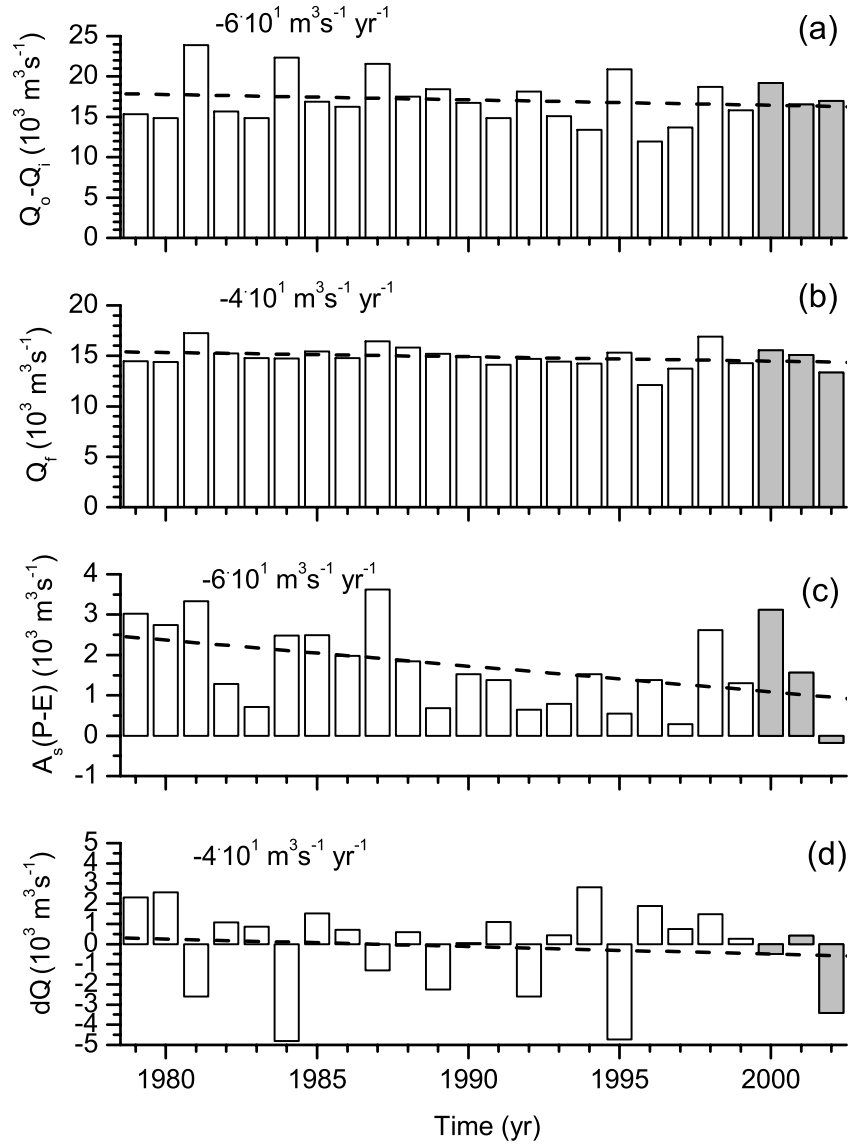 -6·10¹ m³s⁻¹ yr⁻¹
(a)
25
20
15
10
5
0
Qₒ-Qᵢ (10³ m³s⁻¹)
-4·10¹ m³s⁻¹ yr⁻¹
(b)
20
15
10
5
0
Q_f (10³ m³s⁻¹)
-6·10¹ m³s⁻¹ yr⁻¹
(c)
4
3
2
1
0
-1
Aₛ(P-E) (10³ m³s⁻¹)
-4·10¹ m³s⁻¹ yr⁻¹
(d)
5
4
3
2
1
0
-1
-2
-3
-4
-5
dQ (10³ m³s⁻¹)
1980 1985 1990 1995 2000
Time (yr)